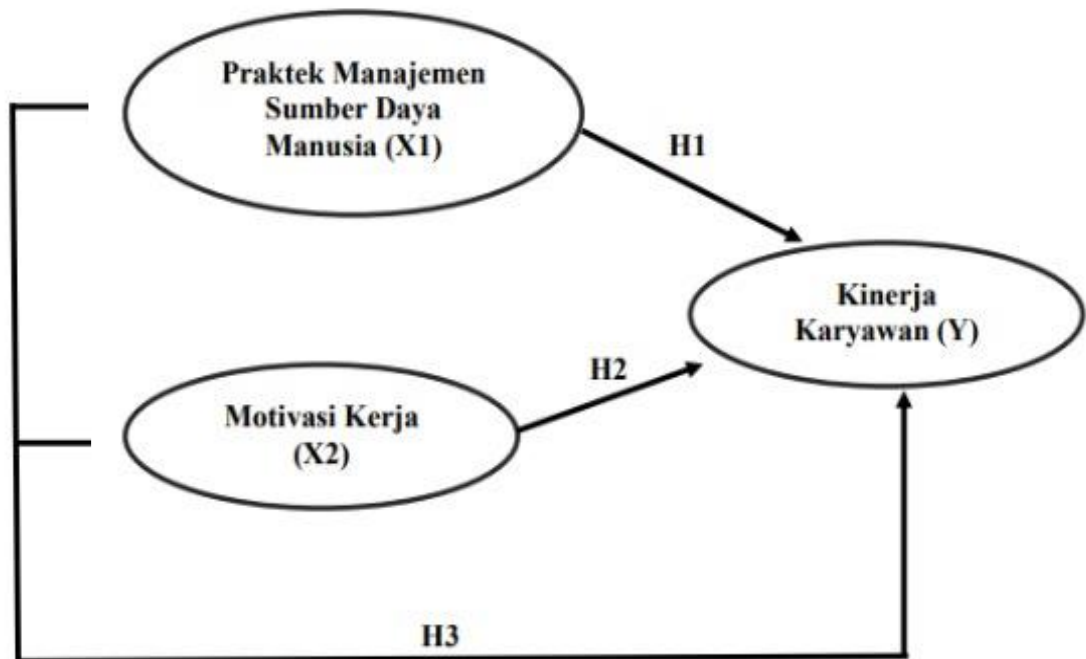 Praktek Manajemen
Sumber Daya
Manusia (X1)
H1
Kinerja
Karyawan (Y)
H2
Motivasi Kerja
(X2)
H3